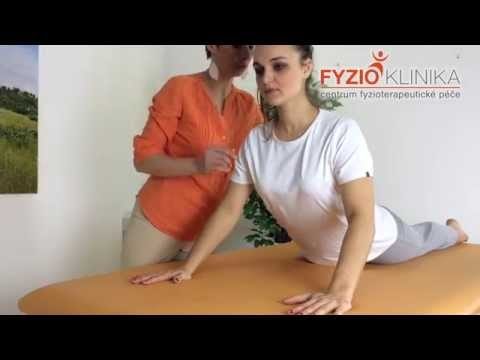 FYZIO KLINIKA
centrum fyzioterapeutické péče